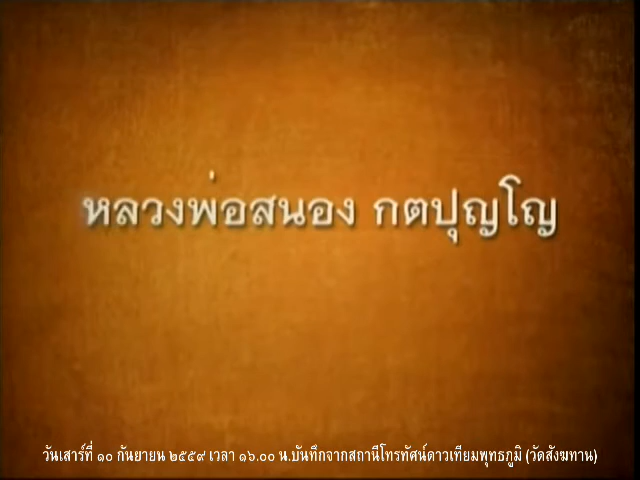 หลวงพ่อสนอง กตปุญโญ
วันเสาร์ที่ ๑๐ กันยายน ๒๕๕๙ เวลา ๑๖.๐๐ น.บันทึกจากสถานีโทรทัศน์ดาวเทียมพุทธภูมิ (วัดสังฆทาน)